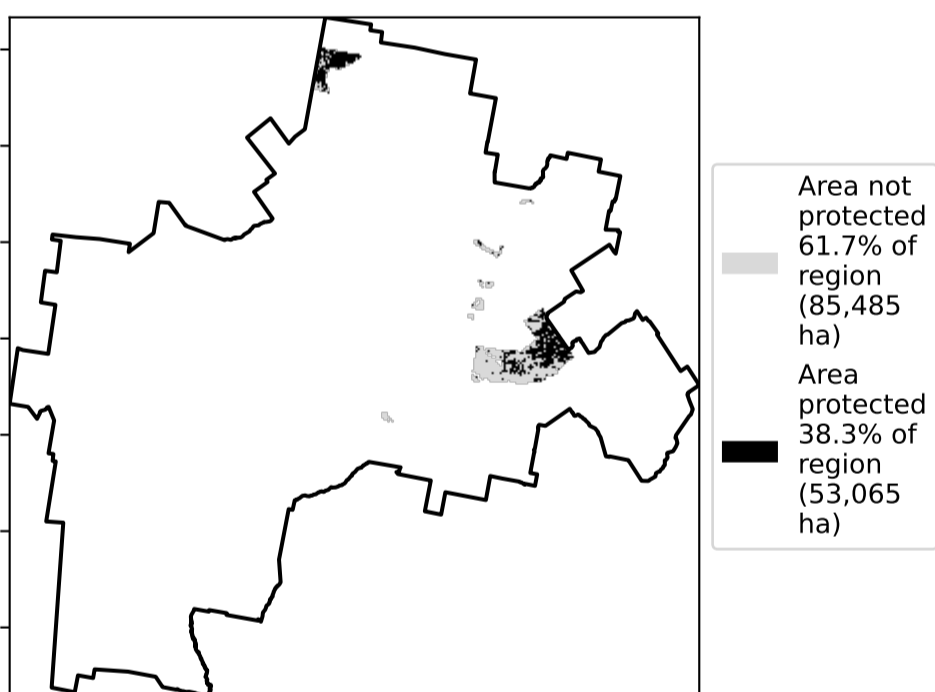 Area not
protected
61.7% of
region
(85,485
ha)
Area
protected
38.3% of
region
(53,065
ha)